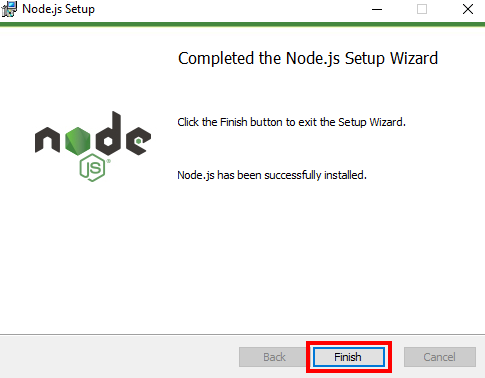 Node.js Setup
Completed the Node.js Setup Wizard
Click the Finish button to exit the Setup Wizard.
node
JS
Node.js has been successfully installed.
Back
Finish
Cancel